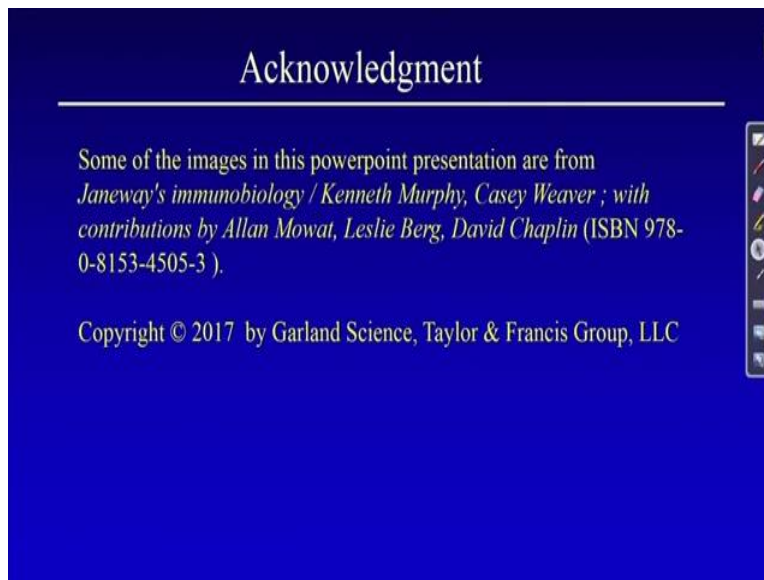 Acknowledgment
Some of the images in this powerpoint presentation are from
Janeway's immunobiology / Kenneth Murphy, Casey Weaver ; with
contributions by Allan Mowat, Leslie Berg, David Chaplin (ISBN 978-
0-8153-4505-3 ).
Copyright © 2017 by Garland Science, Taylor & Francis Group, LLC